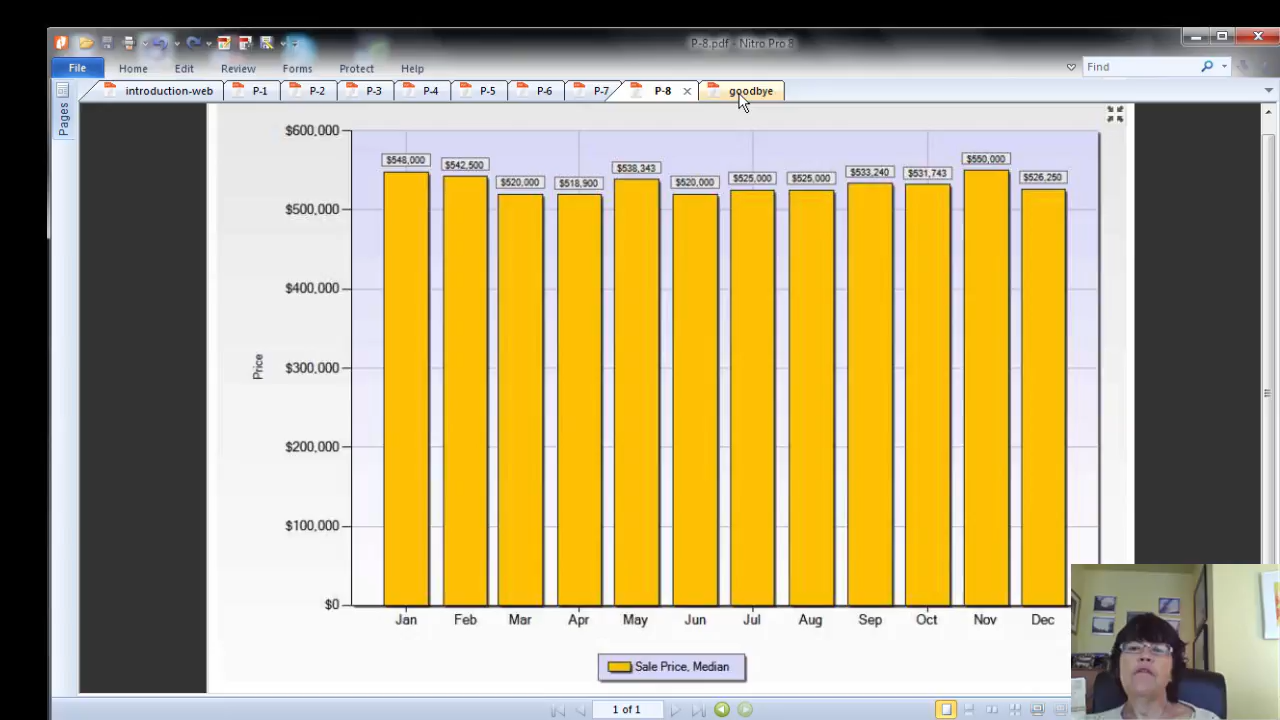 P-8.pdf - Nitro Pro 8
File Home Edit Review Forms Protect Help Find
introduction-web P-1 P-2 P-3 P-4 P-5 P-6 P-7 P-8 goodbye
Pages
$600,000
$500,000
$400,000
$300,000
$200,000
$100,000
$0
Price
$548,000 $542,500 $520,000 $518,900 $538,343 $520,000 $525,000 $525,000 $533,240 $531,743 $550,000 $526,250
Jan Feb Mar Apr May Jun Jul Aug Sep Oct Nov Dec
Sale Price, Median
1 of 1